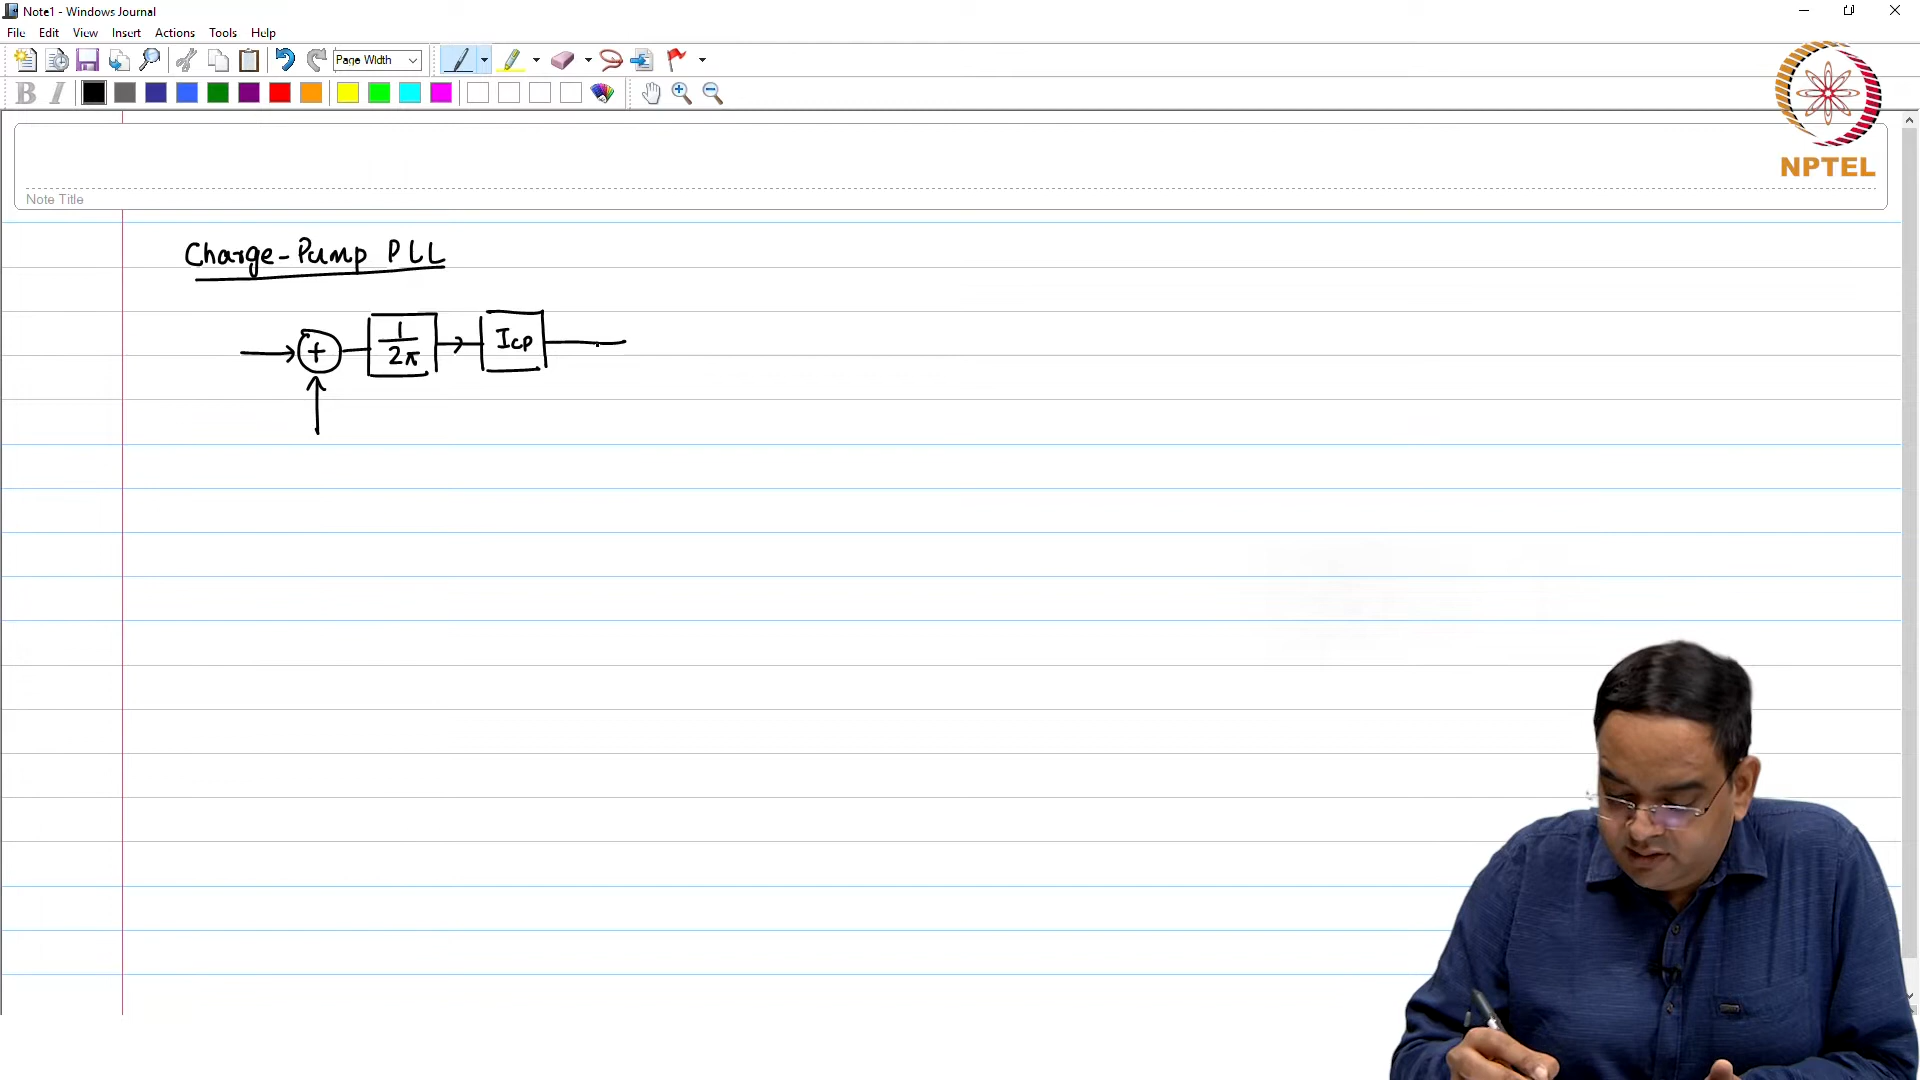 Note1 - Windows Journal
File Edit View Insert Actions Tools Help
Page Width
B I
NPTEL
Note Title
Charge-Pump PLL
+ 1/2π Icp